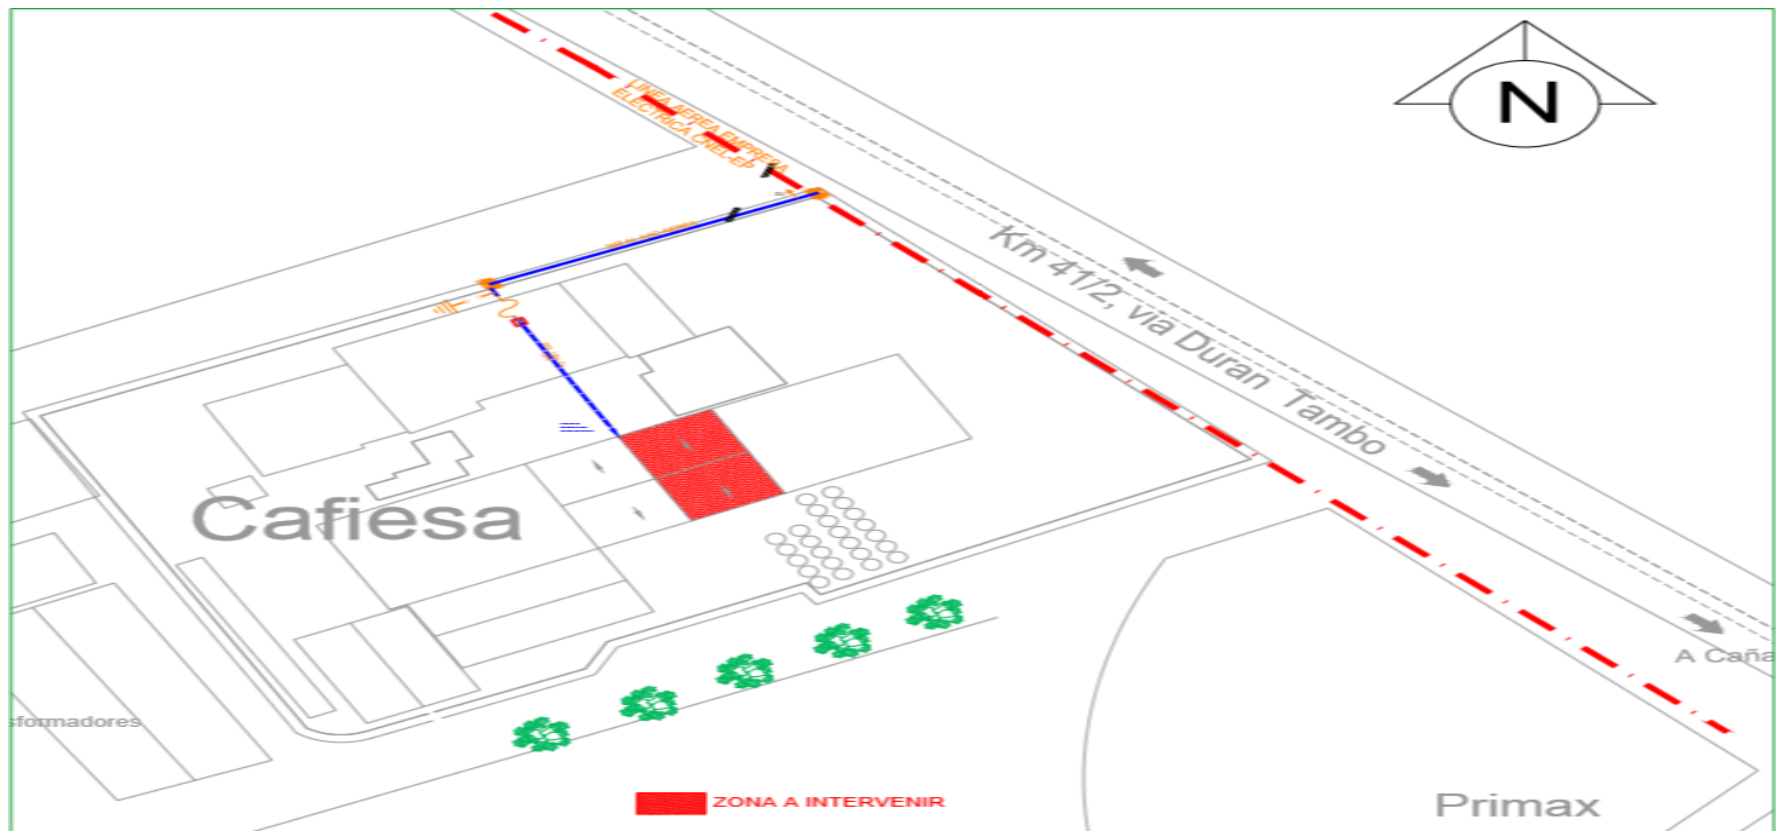 N
LINEA AEREA EMPRESA
ELECTRICA CNEL-EP
Km 41/2, via Duran Tambo
Cafiesa
A Caña
sformadores
ZONA A INTERVENIR
Primax